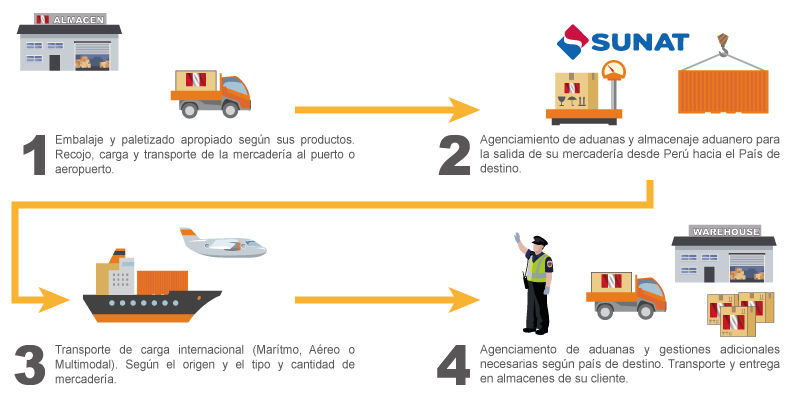 ALMACEN
SUNAT
1
Embalaje y paletizado apropiado según sus productos.
Recojo, carga y transporte de la mercadería al puerto o
aeropuerto.
2
Agenciamiento de aduanas y almacenaje aduanero para
la salida de su mercadería desde Perú hacia el País de
destino.
WAREHOUSE
3
Transporte de carga internacional (Marítmo, Aéreo o
Multimodal). Según el origen y el tipo y cantidad de
mercadería.
4
Agenciamento de aduanas y gestiones adicionales
necesarias según país de destino. Transporte y entrega
en almacenes de su cliente.